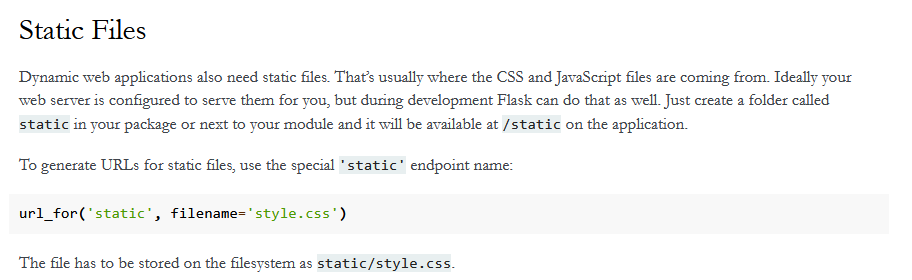 Static Files
Dynamic web applications also need static files. That’s usually where the CSS and JavaScript files are coming from. Ideally your
web server is configured to serve them for you, but during development Flask can do that as well. Just create a folder called
static in your package or next to your module and it will be available at /static on the application.
To generate URLs for static files, use the special 'static' endpoint name:
url_for('static', filename='style.css')
The file has to be stored on the filesystem as static/style.css.